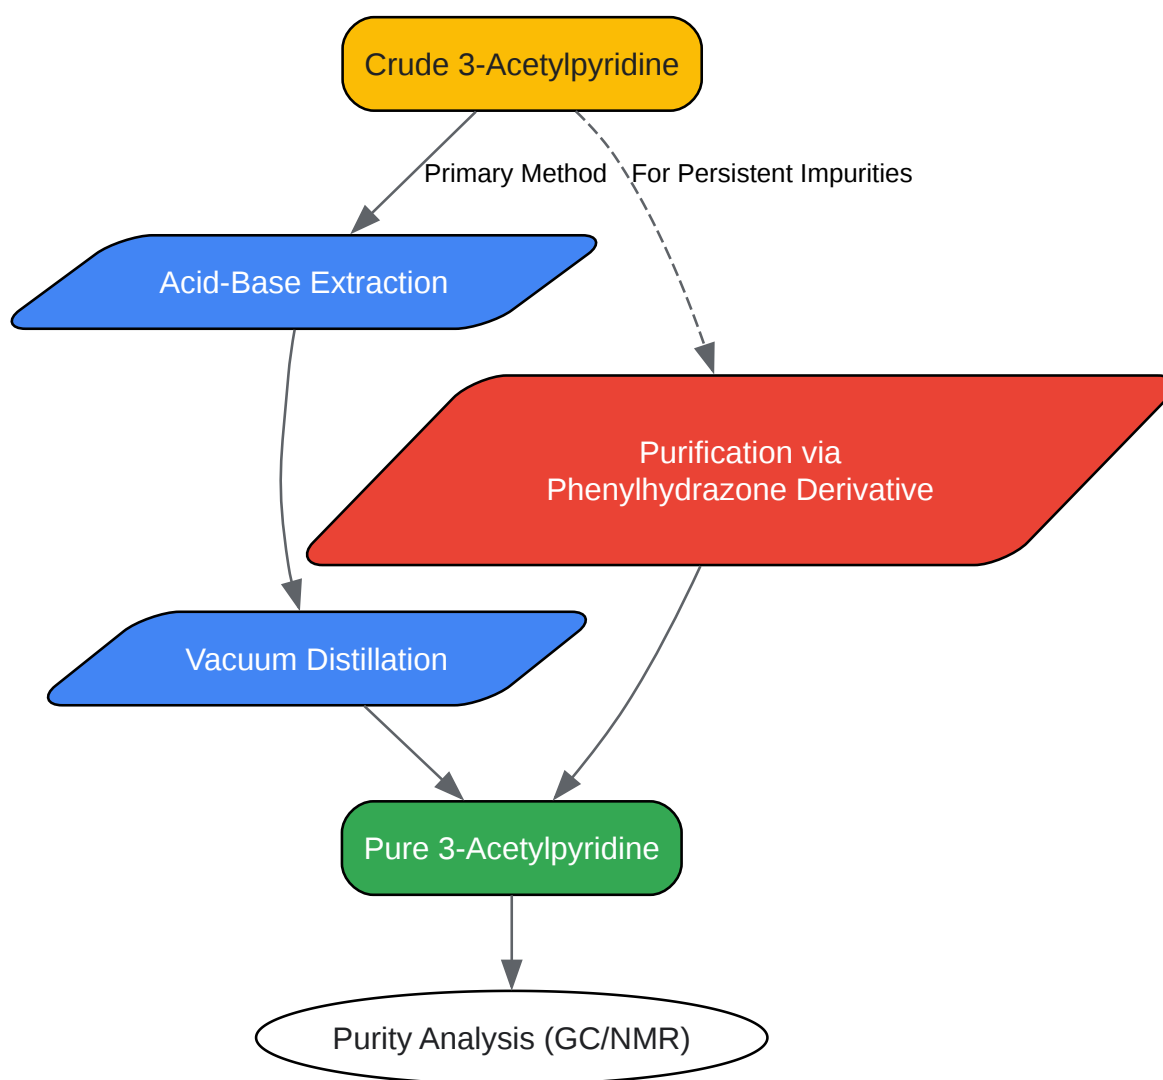 Crude 3-Acetylpyridine
Primary Method
For Persistent Impurities
Acid-Base Extraction
Purification via
Phenylhydrazone Derivative
Vacuum Distillation
Pure 3-Acetylpyridine
Purity Analysis (GC/NMR)